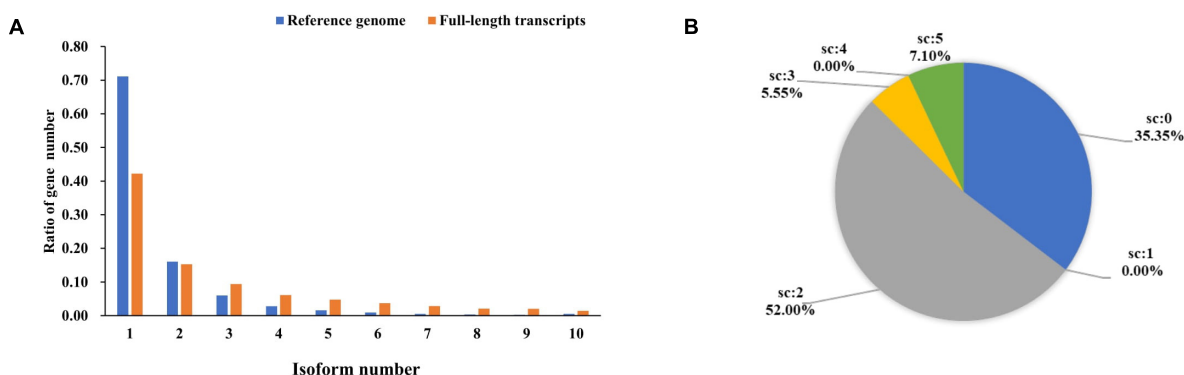 A
Reference genome
Full-length transcripts
Ratio of gene number
0.80
0.70
0.60
0.50
0.40
0.30
0.20
0.10
0.00
1 2 3 4 5 6 7 8 9 10
Isoform number
B
sc:5
7.10%
sc:4
0.00%
sc:3
5.55%
sc:0
35.35%
sc:1
0.00%
sc:2
52.00%